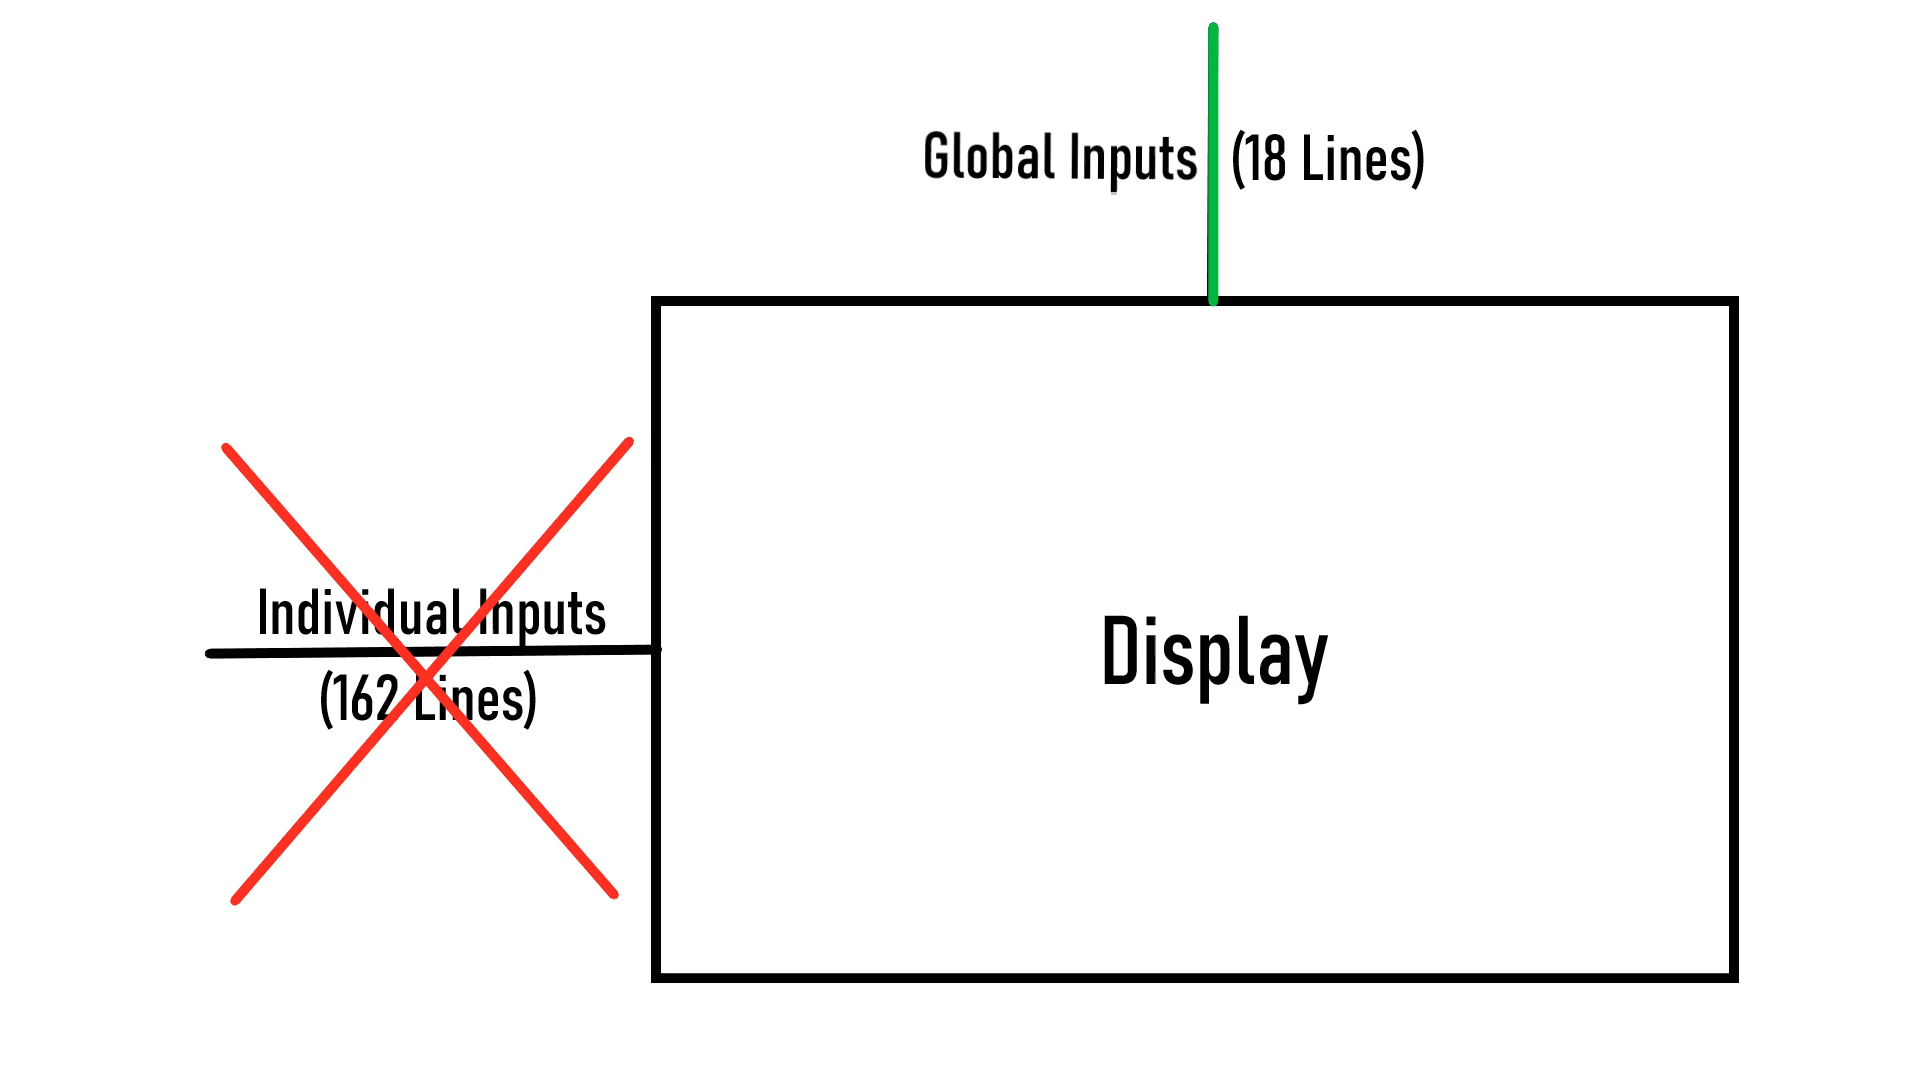 Global Inputs (18 Lines)
Individual Inputs
(162 Lines)
Display